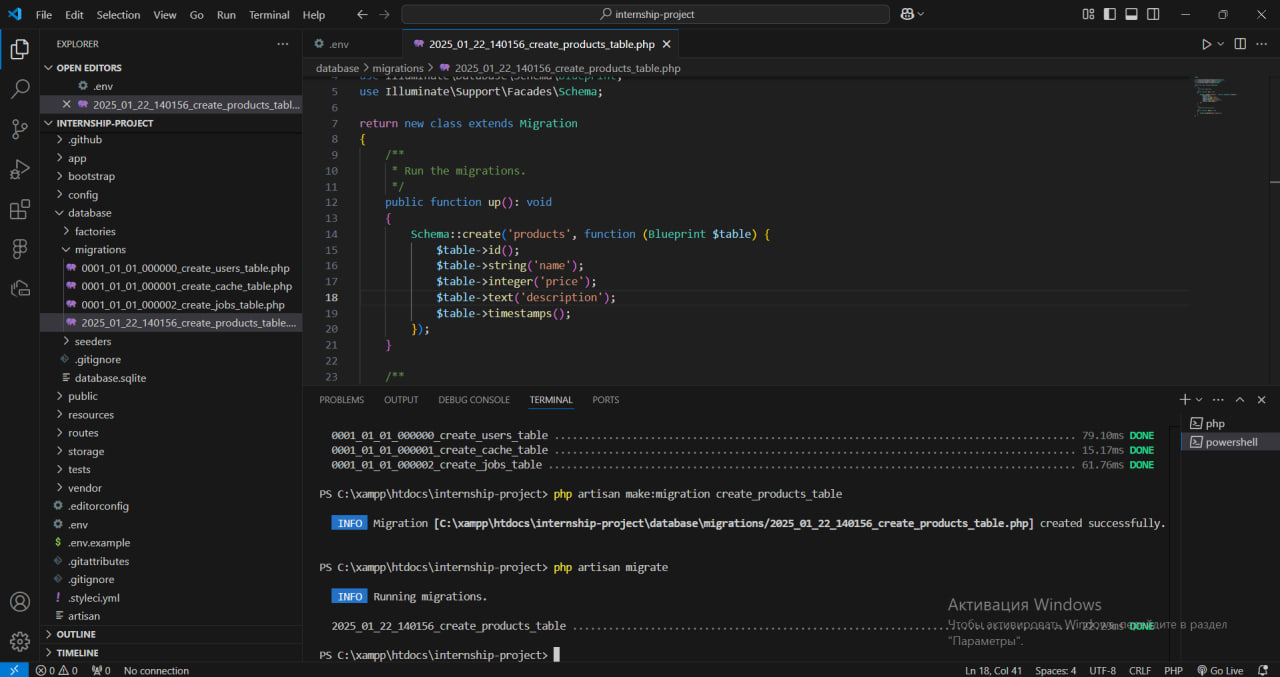 File Edit Selection View Go Run Terminal Help
internship-project
EXPLORER
OPEN EDITORS
.env
2025_01_22_140156_create_products_tabl...
INTERNSHIP-PROJECT
.github
app
bootstrap
config
database
factories
migrations
0001_01_01_000000_create_users_table.php
0001_01_01_000001_create_cache_table.php
0001_01_01_000002_create_jobs_table.php
2025_01_22_140156_create_products_table....
seeders
.gitignore
database.sqlite
public
resources
routes
storage
tests
vendor
.editorconfig
.env
.env.example
.gitattributes
.gitignore
.styleci.yml
artisan
OUTLINE
TIMELINE
.env
2025_01_22_140156_create_products_table.php
database > migrations > 2025_01_22_140156_create_products_table.php
4 use Illuminate\Database\Schema\Blueprint;
5 use Illuminate\Support\Facades\Schema;
6
7 return new class extends Migration
8 {
9 /**
10 * Run the migrations.
11 */
12 public function up(): void
13 {
14 Schema::create('products', function (Blueprint $table) {
15 $table->id();
16 $table->string('name');
17 $table->integer('price');
18 $table->text('description');
19 $table->timestamps();
20 });
21 }
22
23 /**
PROBLEMS OUTPUT DEBUG CONSOLE TERMINAL PORTS
php
powershell
0001_01_01_000000_create_users_table ........ 79.10ms DONE
0001_01_01_000001_create_cache_table ........ 15.17ms DONE
0001_01_01_000002_create_jobs_table ........ 61.76ms DONE
PS C:\xampp\htdocs\internship-project> php artisan make:migration create_products_table
INFO Migration [C:\xampp\htdocs\internship-project\database\migrations/2025_01_22_140156_create_products_table.php] created successfully.
PS C:\xampp\htdocs\internship-project> php artisan migrate
INFO Running migrations.
2025_01_22_140156_create_products_table ........ DONE
PS C:\xampp\htdocs\internship-project>
Активация Windows
Чтобы активировать Windows, перейдите в раздел
"Параметры".
0 0 0 No connection
Ln 18, Col 41 Spaces: 4 UTF-8 CRLF PHP Go Live